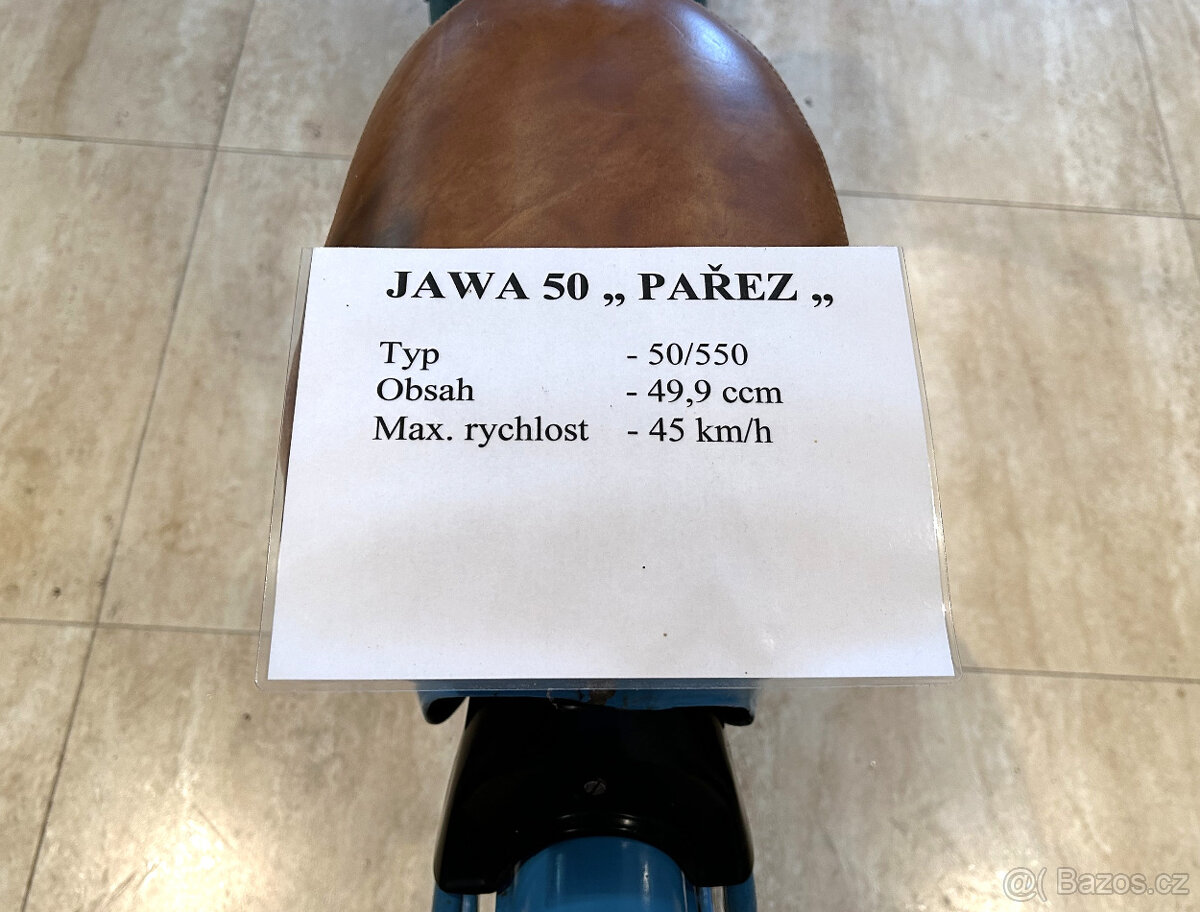 JAWA 50 „ PAŘEZ „
Typ - 50/550
Obsah - 49,9 ccm
Max. rychlost - 45 km/h
@( Bazos.cz